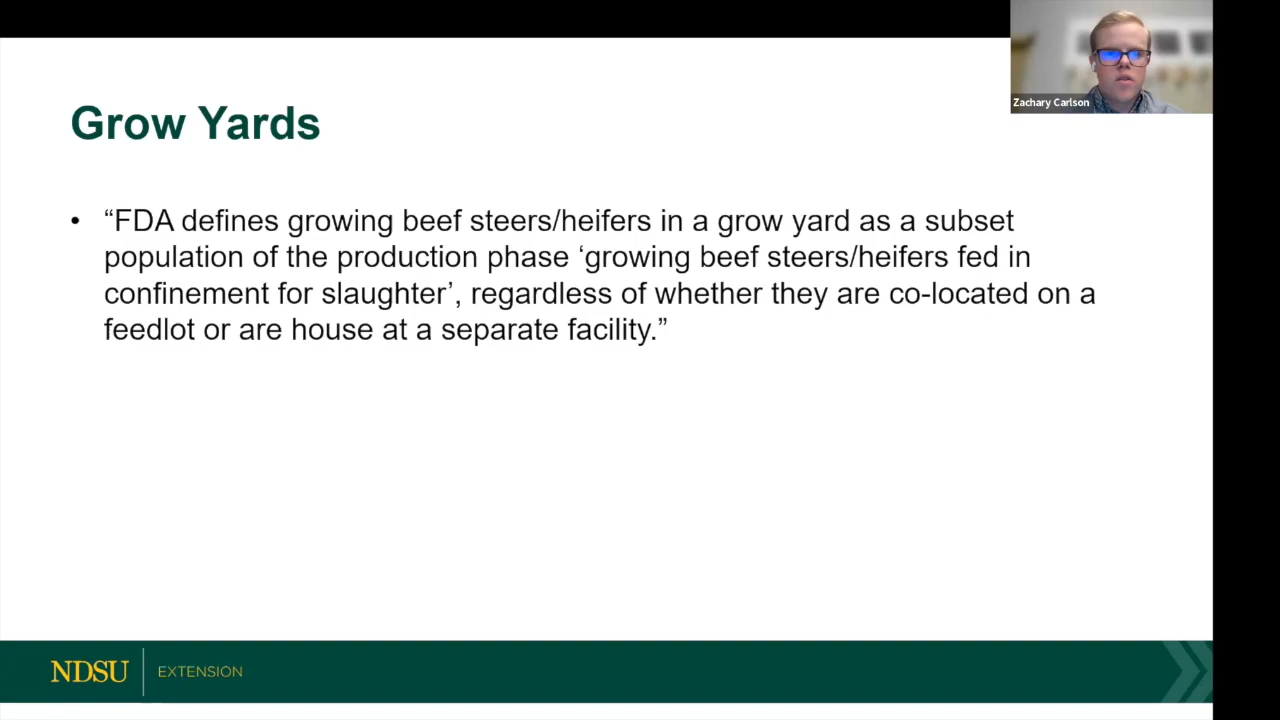 Zachary Carlson
Grow Yards
• “FDA defines growing beef steers/heifers in a grow yard as a subset
population of the production phase ‘growing beef steers/heifers fed in
confinement for slaughter’, regardless of whether they are co-located on a
feedlot or are house at a separate facility.”
NDSU EXTENSION